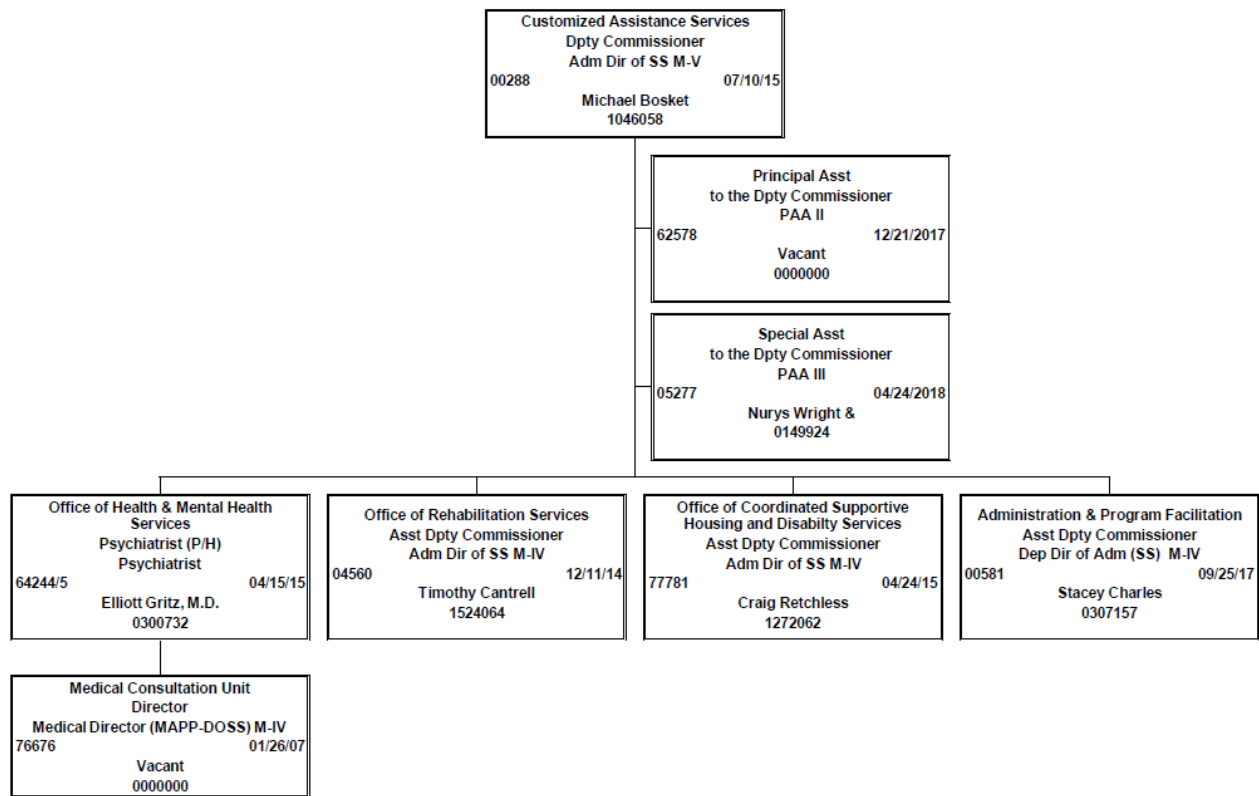 Customized Assistance Services
Dpty Commissioner
Adm Dir of SS M-V
00288 07/10/15
Michael Bosket
1046058
Principal Asst
to the Dpty Commissioner
PAA II
62578 12/21/2017
Vacant
0000000
Special Asst
to the Dpty Commissioner
PAA III
05277 04/24/2018
Nurys Wright &
0149924
Office of Health & Mental Health
Services
Psychiatrist (P/H)
Psychiatrist
64244/5 04/15/15
Elliott Gritz, M.D.
0300732
Office of Rehabilitation Services
Asst Dpty Commissioner
Adm Dir of SS M-IV
04560 12/11/14
Timothy Cantrell
1524064
Office of Coordinated Supportive
Housing and Disabilty Services
Asst Dpty Commissioner
Adm Dir of SS M-IV
77781 04/24/15
Craig Retchless
1272062
Administration & Program Facilitation
Asst Dpty Commissioner
Dep Dir of Adm (SS) M-IV
00581 09/25/17
Stacey Charles
0307157
Medical Consultation Unit
Director
Medical Director (MAPP-DOSS) M-IV
76676 01/26/07
Vacant
0000000